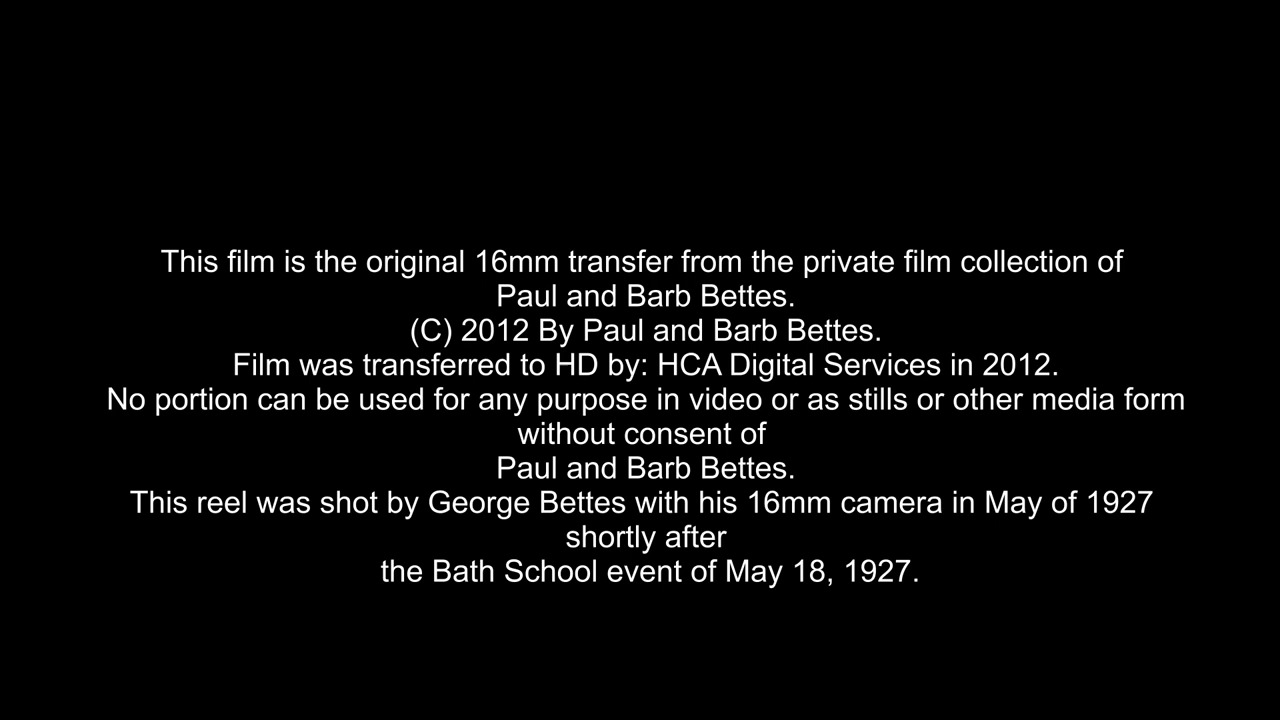 This film is the original 16mm transfer from the private film collection of
Paul and Barb Bettes.
(C) 2012 By Paul and Barb Bettes.
Film was transferred to HD by: HCA Digital Services in 2012.
No portion can be used for any purpose in video or as stills or other media form
without consent of
Paul and Barb Bettes.
This reel was shot by George Bettes with his 16mm camera in May of 1927
shortly after
the Bath School event of May 18, 1927.